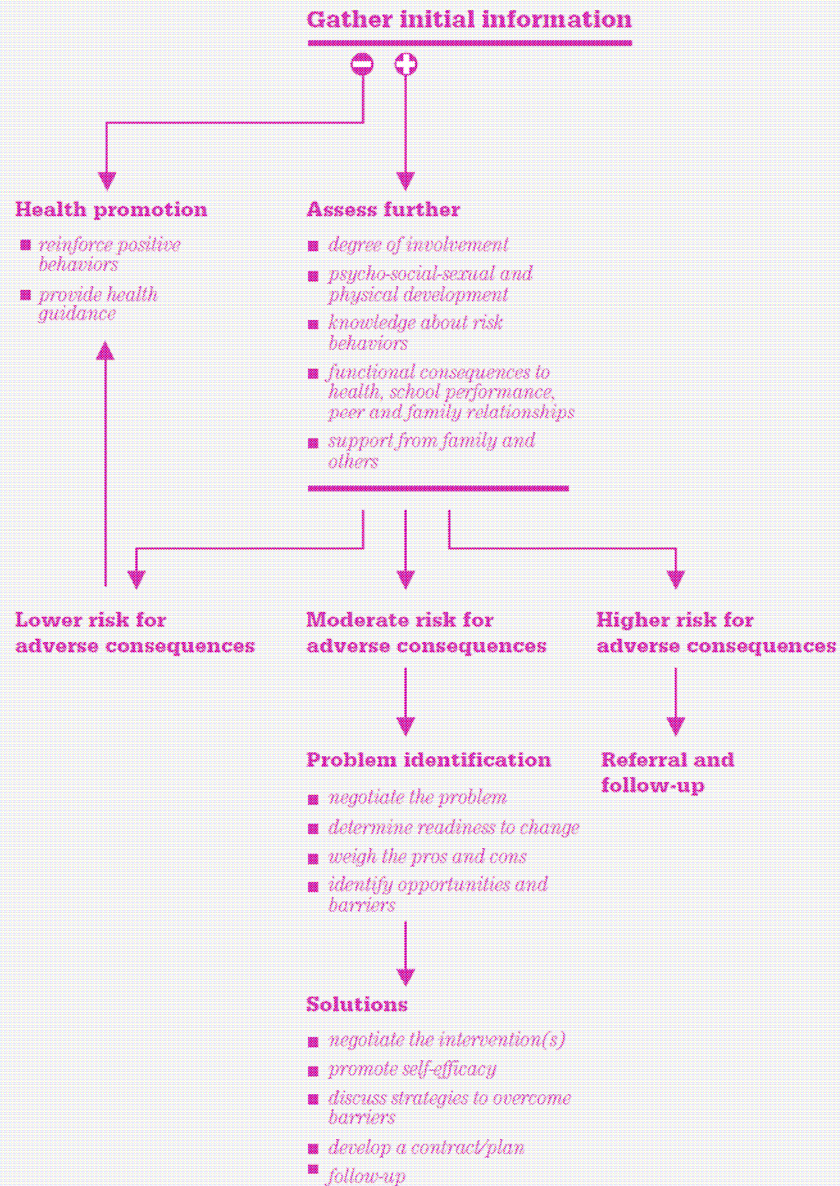 Gather initial information
Health promotion
■ reinforce positive
behaviors
■ provide health
guidance
Assess further
■ degree of involvement
■ psycho-social-sexual and
physical development
■ knowledge about risk
behaviors
■ functional consequences to
health, school performance,
peer and family relationships
■ support from family and
others
Lower risk for
adverse consequences
Moderate risk for
adverse consequences
Higher risk for
adverse consequences
Problem identification
■ negotiate the problem
■ determine readiness to change
■ weigh the pros and cons
■ identify opportunities and
barriers
Referral and
follow-up
Solutions
■ negotiate the intervention(s)
■ promote self-efficacy
■ discuss strategies to overcome
barriers
■ develop a contract/plan
■ follow-up